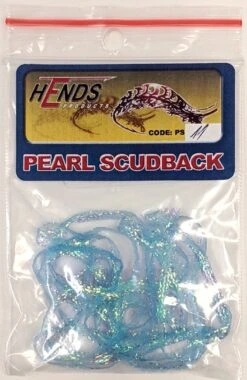 HENDS
PRODUCTS
CODE: PS 11
PEARL SCUDBACK